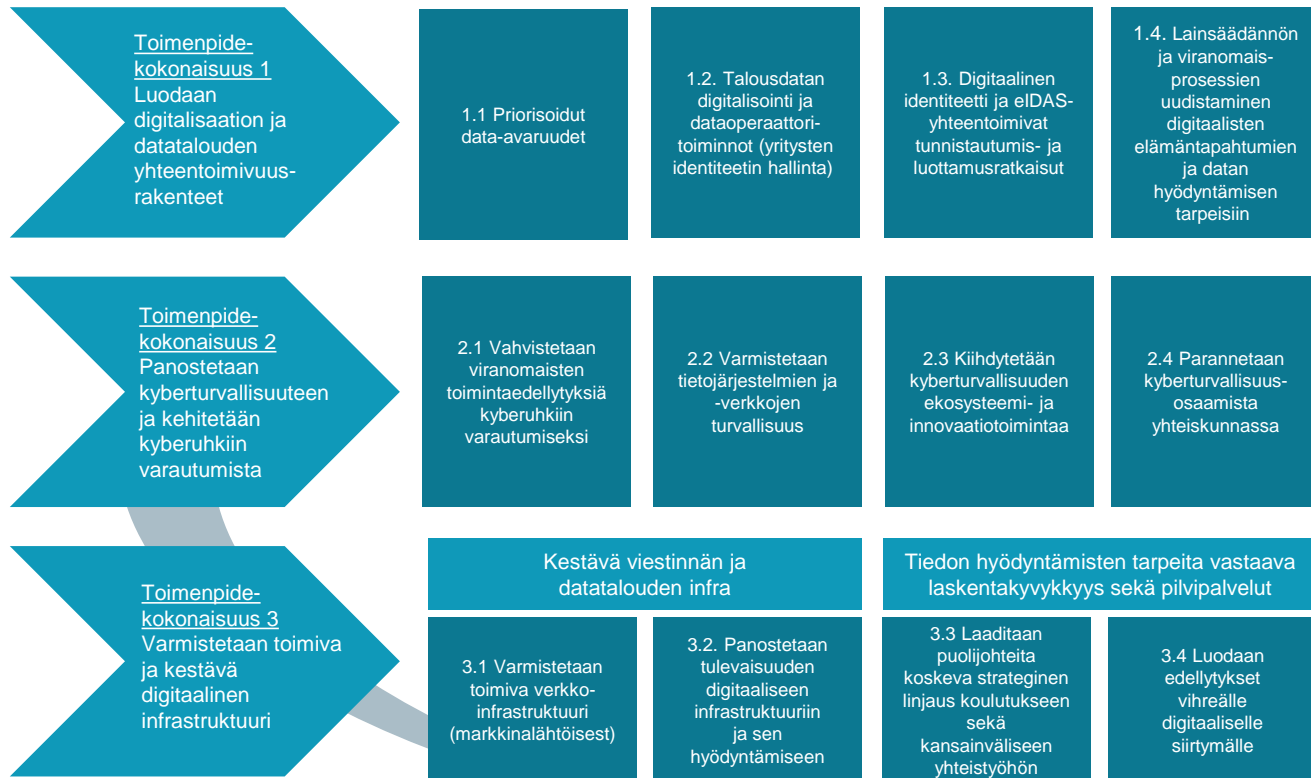 Toimenpide-
kokonaisuus 1
Luodaan
digitalisaation ja
datatalouden
yhteentoimivuus-
rakenteet
1.1 Priorisoidut
data-avaruudet
1.2. Talousdatan
digitalisointi ja
dataoperaattori-
toiminnot (yritysten
identiteetin hallinta)
1.3. Digitaalinen
identiteetti ja eIDAS-
yhteentoimivat
tunnistautumis- ja
luottamusratkaisut
1.4. Lainsäädännön
ja viranomais-
prosessien
uudistaminen
digitaalisten
elämäntapahtumien
ja datan
hyödyntämisen
tarpeisiin
Toimenpide-
kokonaisuus 2
Panostetaan
kyberturvallisuuteen
ja kehitetään
kyberuhkiin
varautumista
2.1 Vahvistetaan
viranomaisten
toimintaedellytyksiä
kyberuhkiin
varautumiseksi
2.2 Varmistetaan
tietojärjestelmien ja
-verkkojen
turvallisuus
2.3 Kiihdytetään
kyberturvallisuuden
ekosysteemi- ja
innovaatiotoimintaa
2.4 Parannetaan
kyberturvallisuus-
osaamista
yhteiskunnassa
Toimenpide-
kokonaisuus 3
Varmistetaan toimiva
ja kestävä
digitaalinen
infrastruktuuri
Kestävä viestinnän ja
datatalouden infra
Tiedon hyödyntämisten tarpeita vastaava
laskentakyvykkyys sekä pilvipalvelut
3.1 Varmistetaan
toimiva verkko-
infrastruktuuri
(markkinalähtöisest)
3.2. Panostetaan
tulevaisuuden
digitaaliseen
infrastruktuuriin
ja sen
hyödyntämiseen
3.3 Laaditaan
puolijohteita
koskeva strateginen
linjaus koulutukseen
sekä
kansainväliseen
yhteistyöhön
3.4 Luodaan
edellytykset
vihreälle
digitaaliselle
siirtymälle